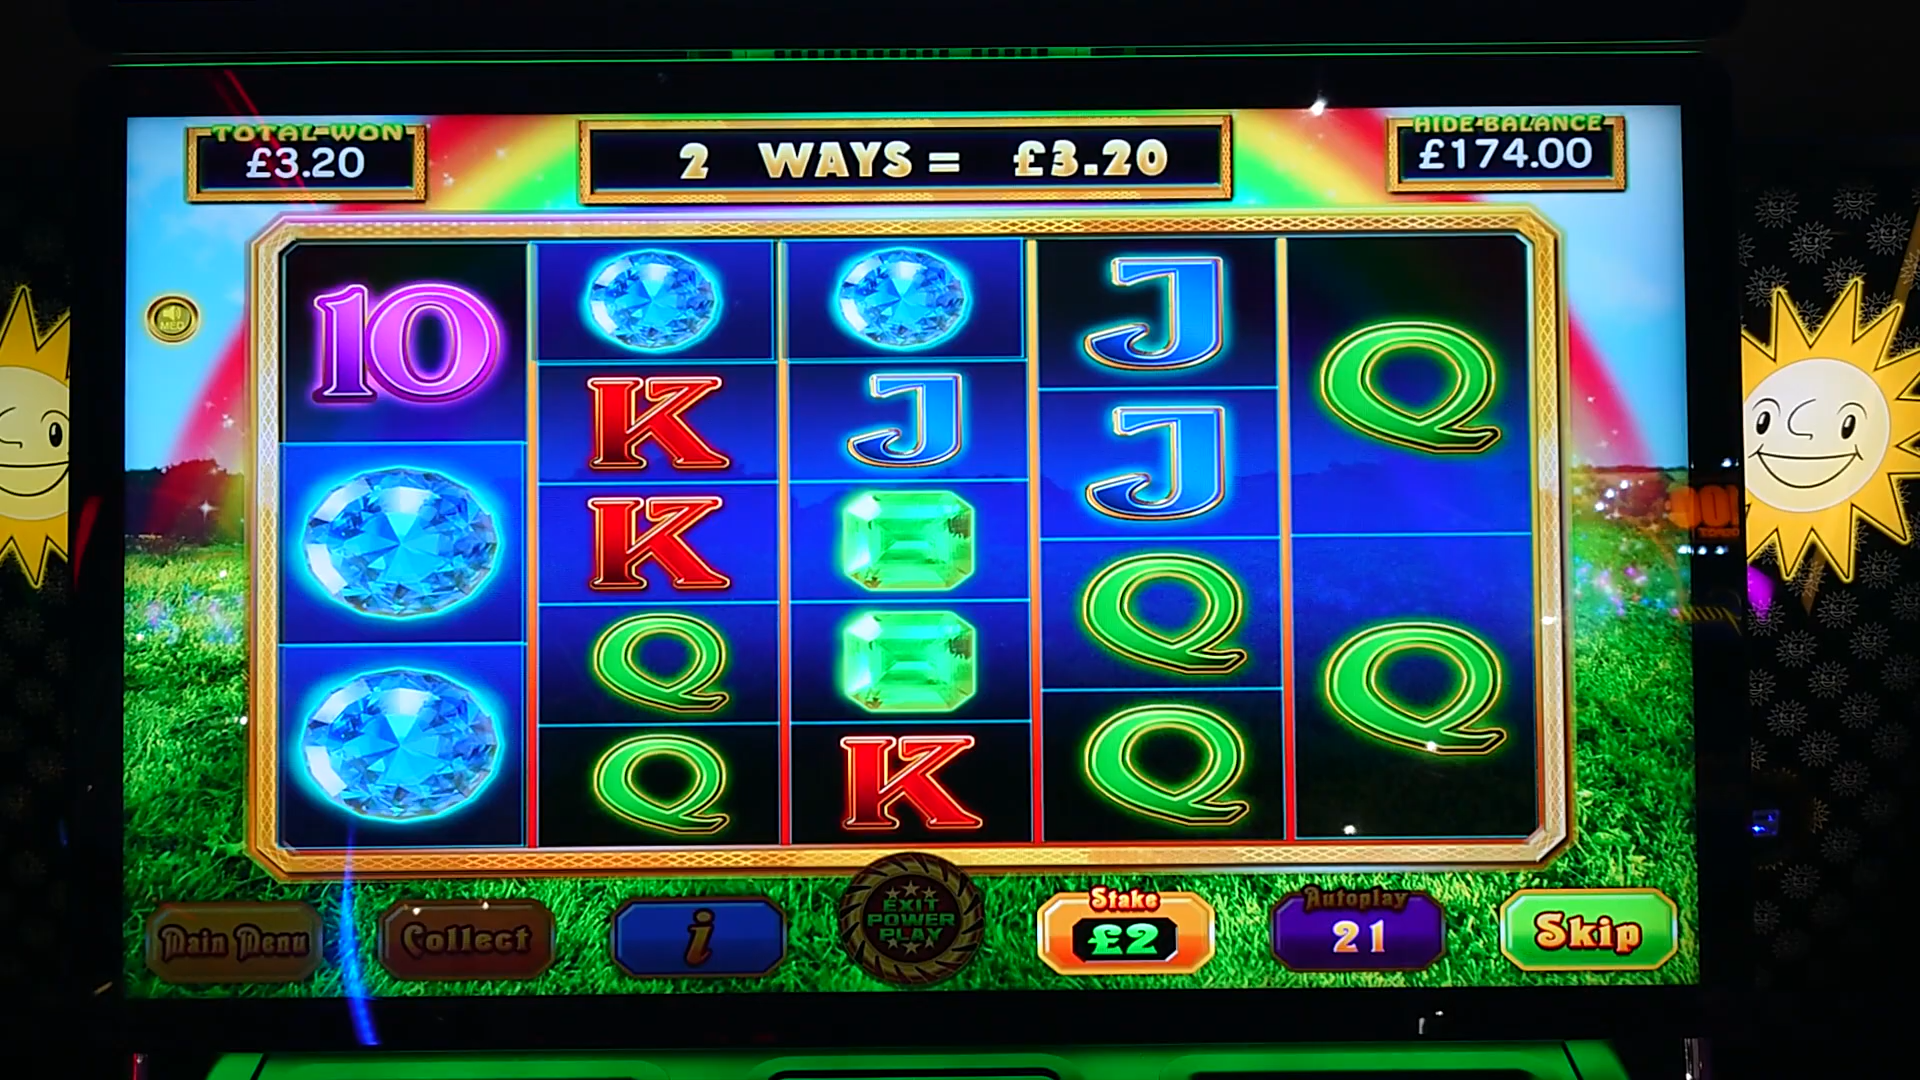 TOTAL WON
£3.20
2 WAYS = £3.20
HIDE BALANCE
£174.00
MED
10
J
K
J
Q
K
J
Q
Q
Q
Q
K
Q
Q
Main Menu
Collect
i
EXIT
POWER
PLAY
Stake
£2
Autoplay
21
Skip